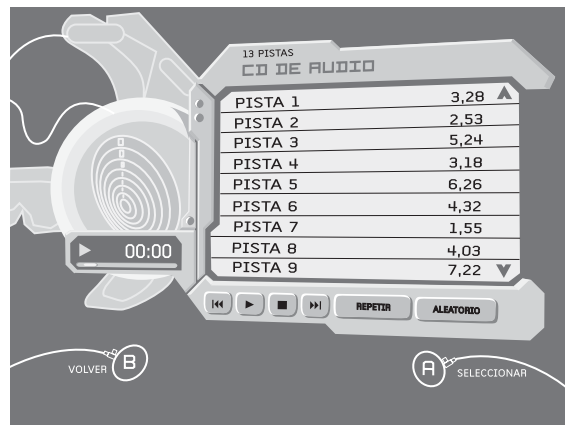 13 PISTAS
CD DE AUDIO
PISTA 1 3,28
PISTA 2 2,53
PISTA 3 5,24
PISTA 4 3,18
PISTA 5 6,26
PISTA 6 4,32
PISTA 7 1,55
PISTA 8 4,03
PISTA 9 7,22
00:00
REPETIR ALEATORIO
VOLVER B
A SELECCIONAR